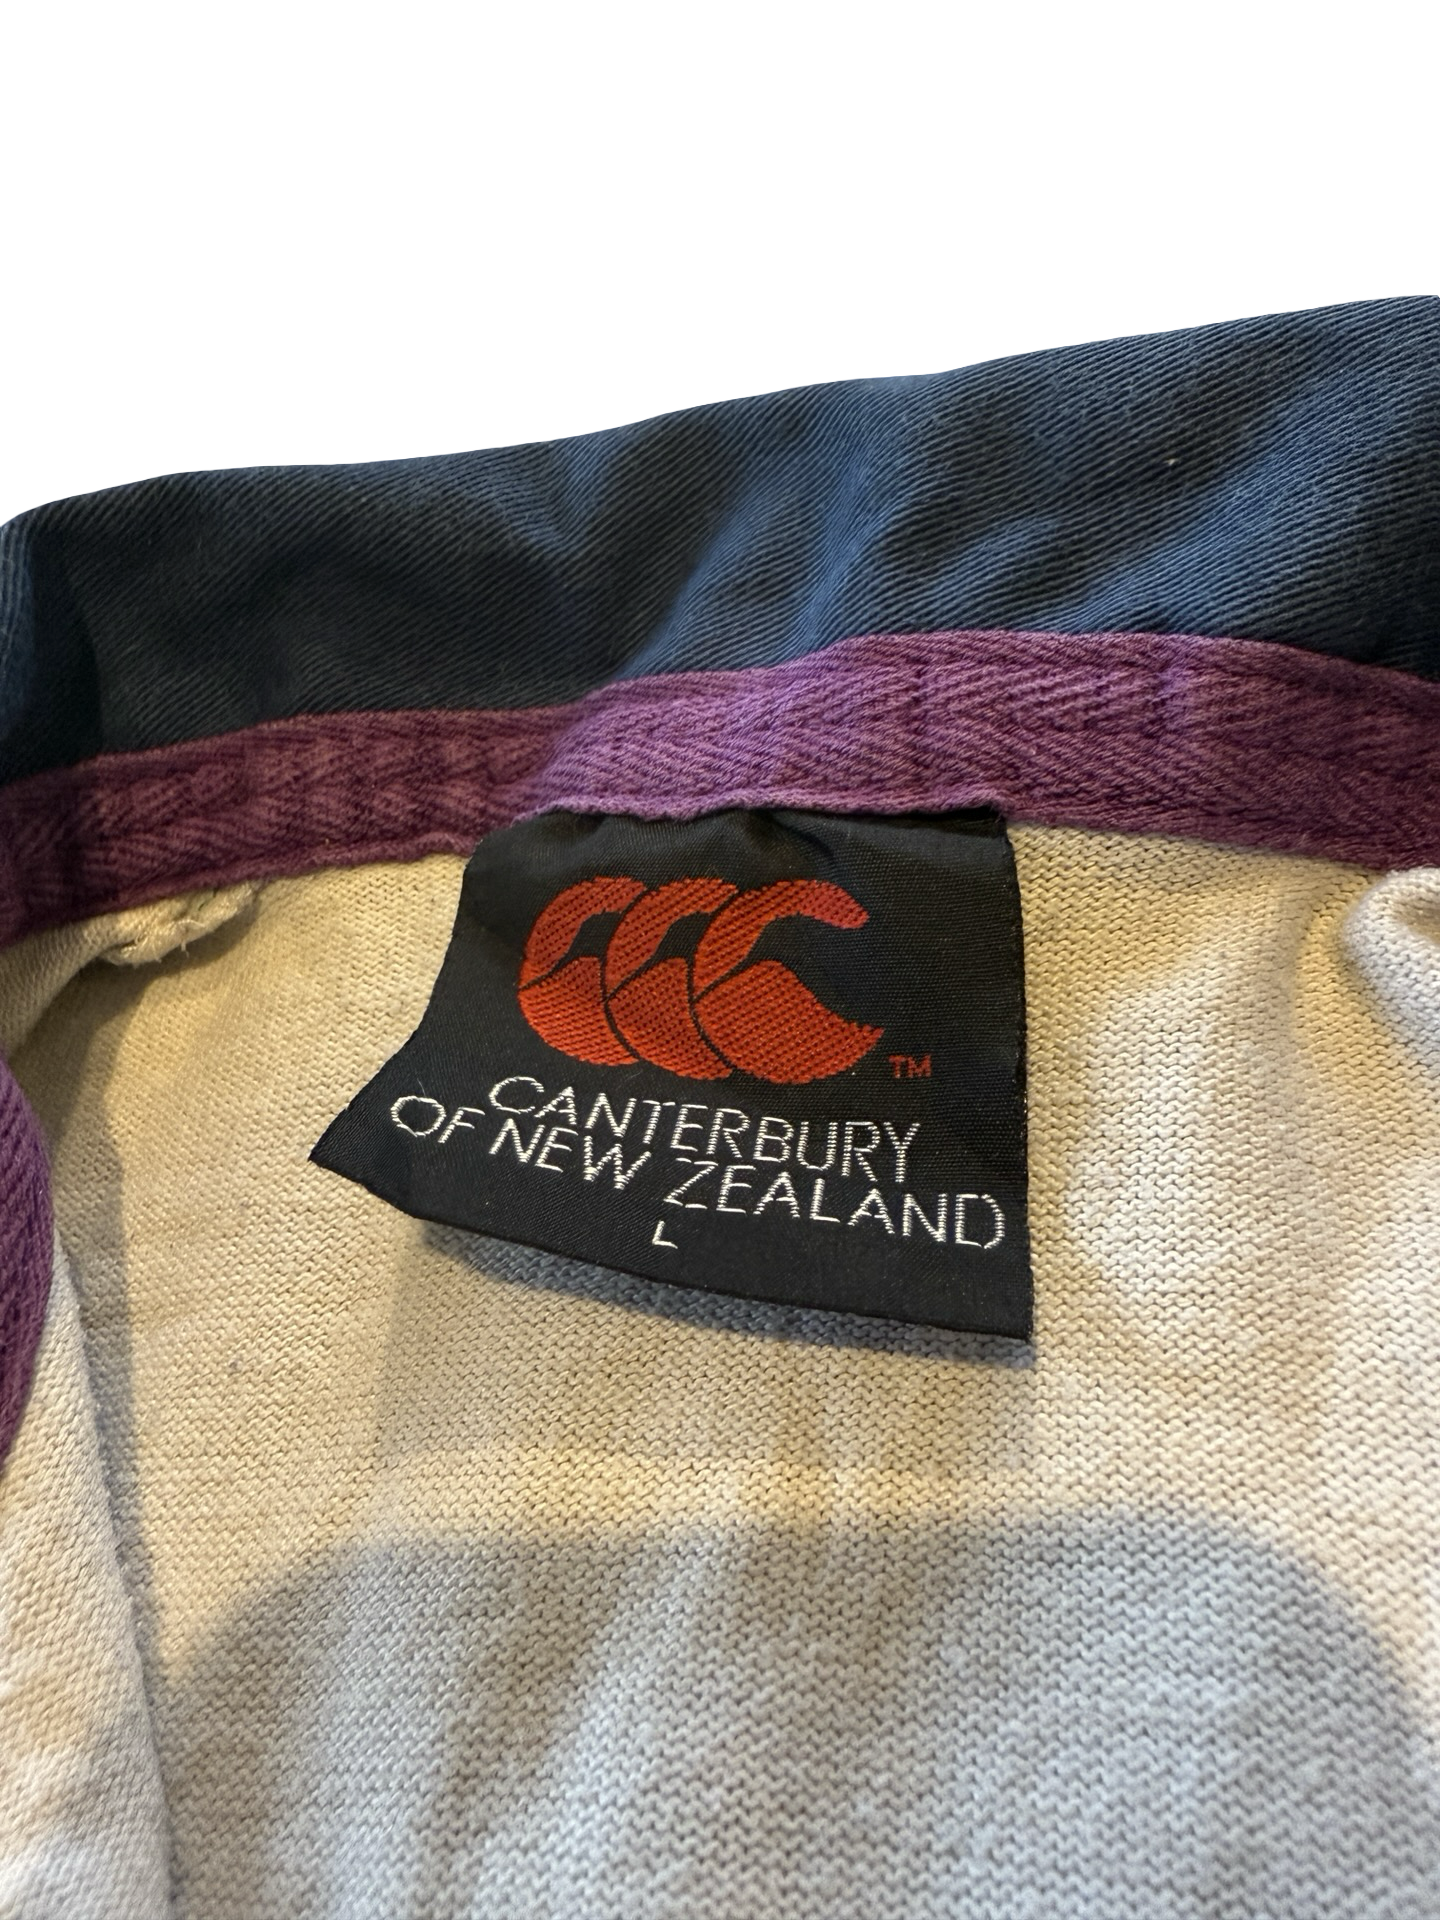 TM
CANTERBURY
OF NEW ZEALAND
L